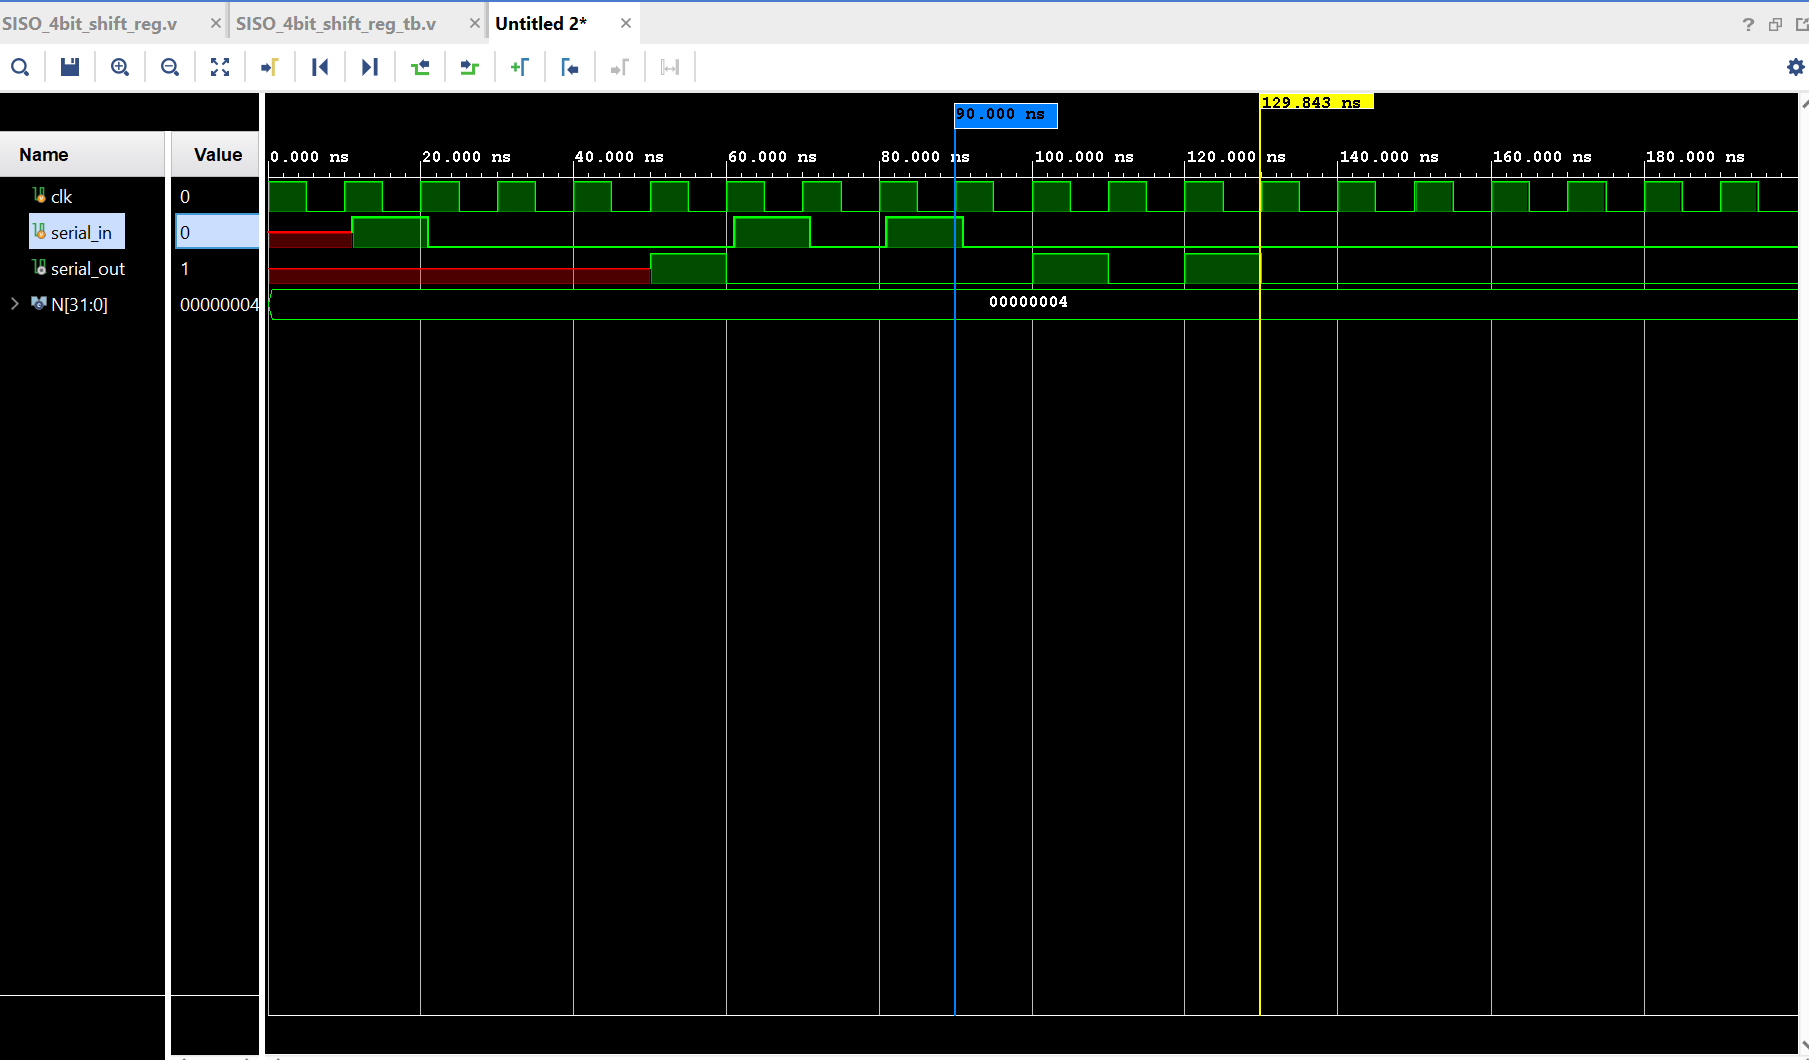 SISO_4bit_shift_reg.v × SISO_4bit_shift_reg_tb.v × Untitled 2* × ?
129.843 ns
90.000 ns
Name Value 0.000 ns 20.000 ns 40.000 ns 60.000 ns 80.000 ns 100.000 ns 120.000 ns 140.000 ns 160.000 ns 180.000 ns
clk 0
serial_in 0
serial_out 1
N[31:0] 00000004 00000004